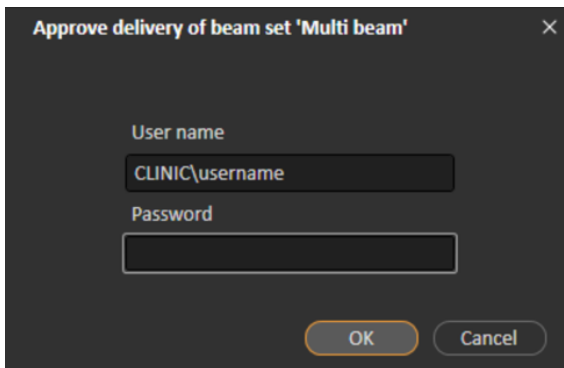 Approve delivery of beam set 'Multi beam'
User name
CLINIC\username
Password
OK Cancel